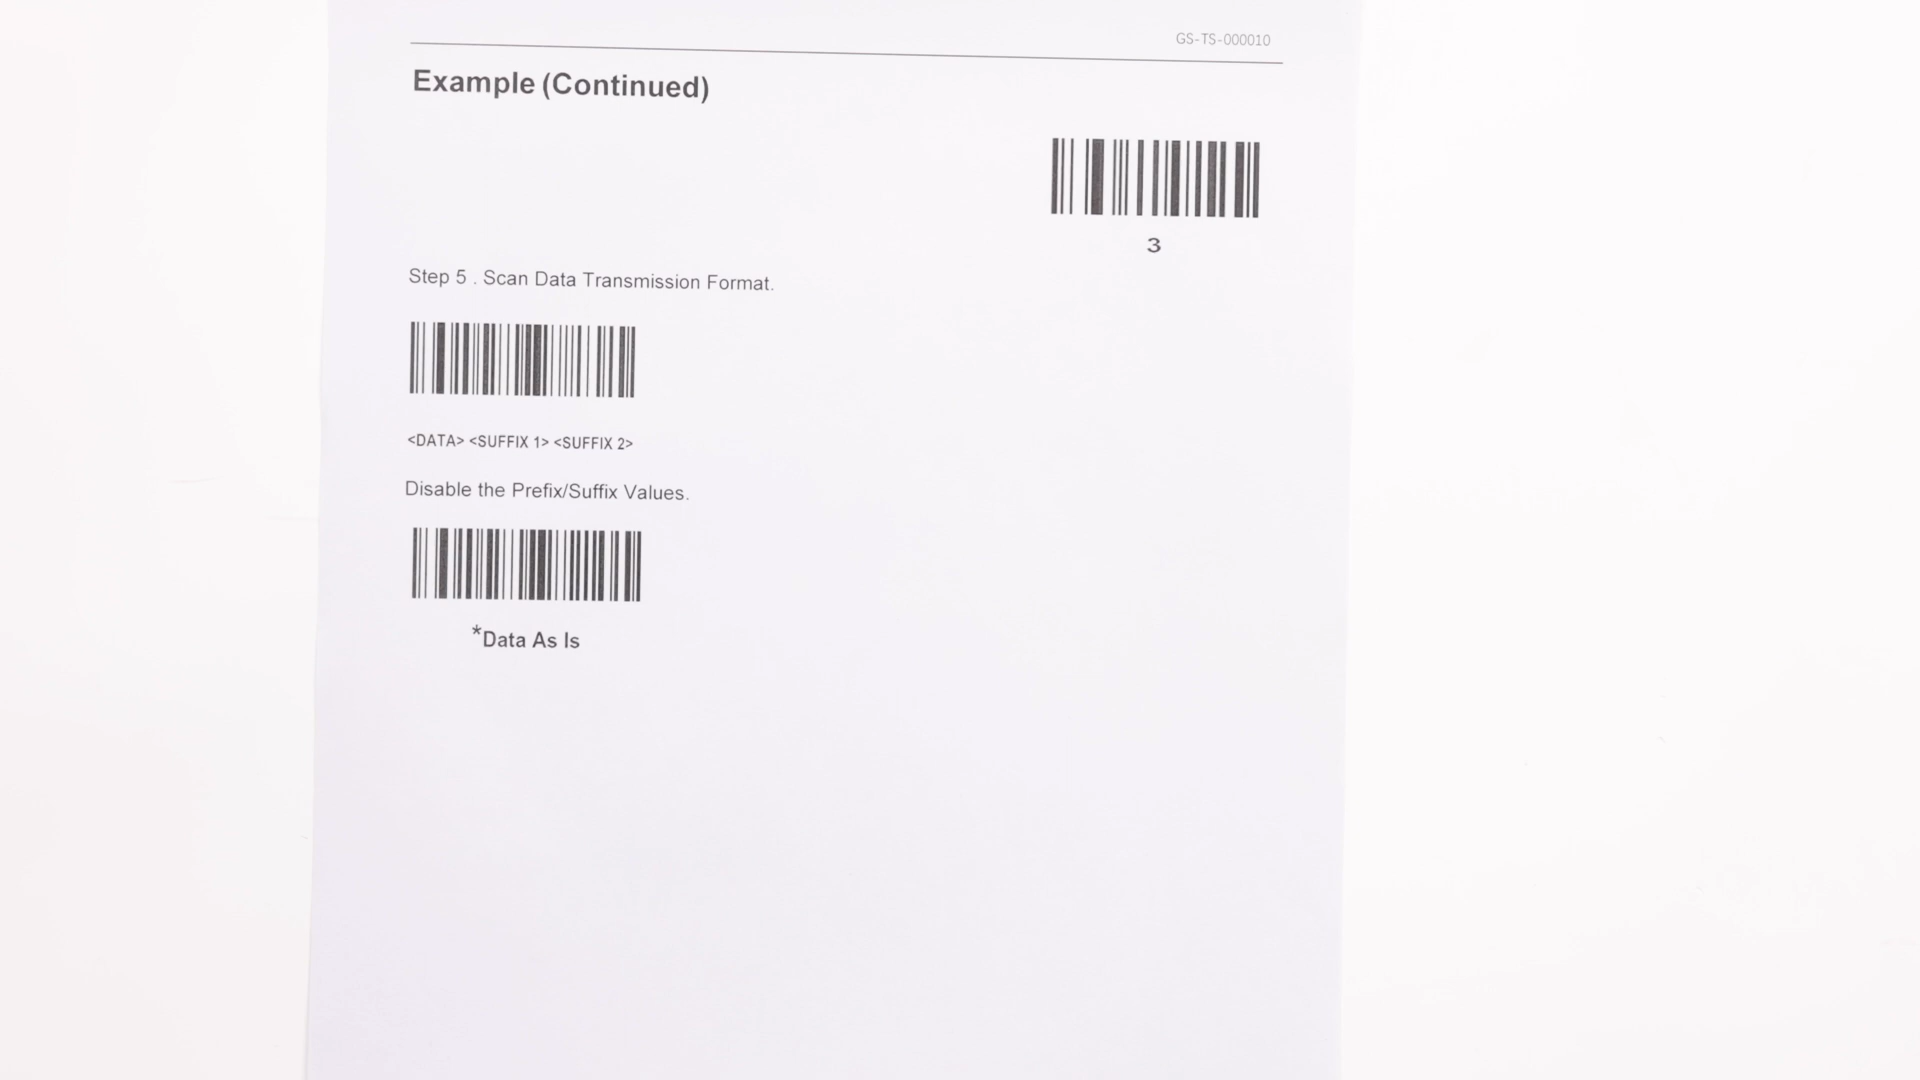 GS-TS-000010
Example (Continued)
3
Step 5 . Scan Data Transmission Format.
<DATA> <SUFFIX 1> <SUFFIX 2>
Disable the Prefix/Suffix Values.
*Data As Is